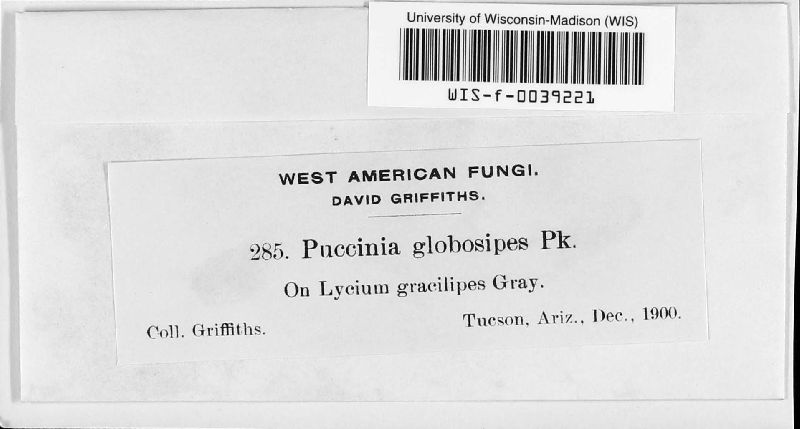 University of Wisconsin-Madison (WIS)
WIS-f-0039221
WEST AMERICAN FUNGI.
DAVID GRIFFITHS.
285. Puccinia globosipes Pk.
On Lycium gracilipes Gray.
Coll. Griffiths.
Tucson, Ariz., Dec., 1900.